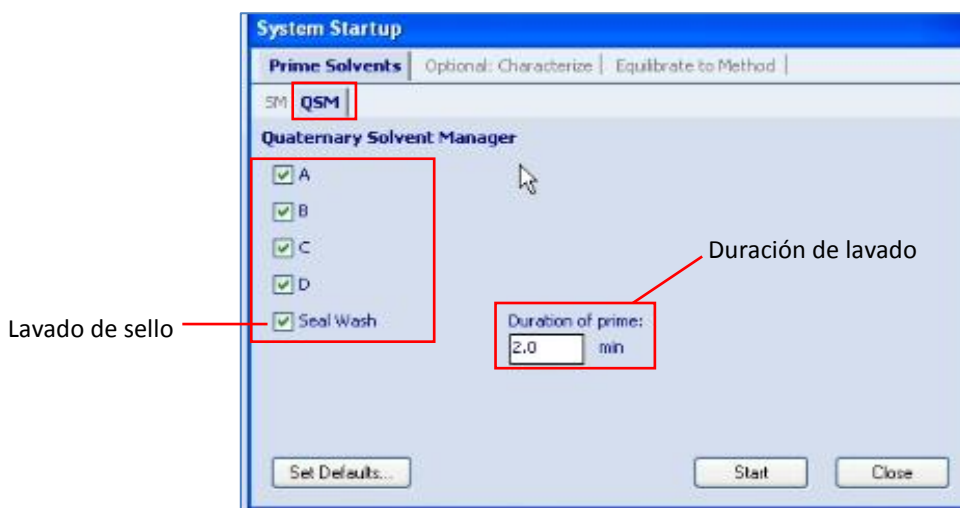 System Startup
Prime Solvents Optional: Characterize Equilibrate to Method
SM QSM
Quaternary Solvent Manager
A
B
C
Duración de lavado
D
Lavado de sello
Seal Wash
Duration of prime:
2.0 min
Set Defaults... Start Close